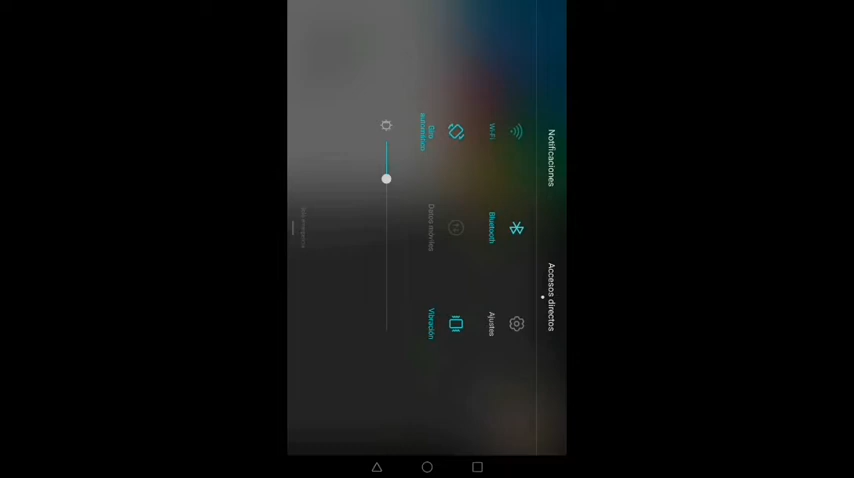 Notificaciones
Accesos directos
Wi-Fi
Bluetooth
Ajustes
Giro
automático
Datos móviles
Vibración